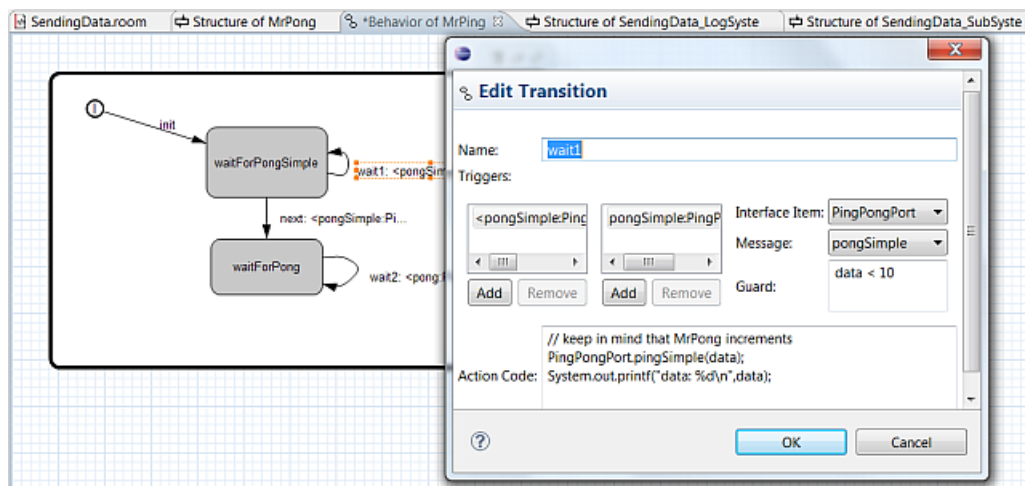 SendingData.room
Structure of MrPong
*Behavior of MrPing
Structure of SendingData_LogSyste
Structure of SendingData_SubSyste
init
waitForPongSimple
wait1: <pongSim
next: <pongSimple:Pi...
waitForPong
wait2: <pong:
Edit Transition
Name:
wait1
Triggers:
<pongSimple:Ping
pongSimple:PingP
Interface Item:
PingPongPort
Message:
pongSimple
Guard:
data < 10
Add
Remove
Add
Remove
Action Code:
// keep in mind that MrPong increments
PingPongPort.pingSimple(data);
System.out.printf("data: %d\n",data);
OK
Cancel